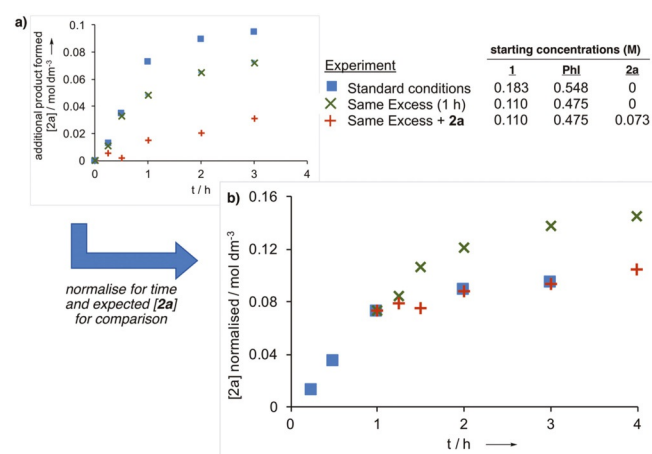 a)
additional product formed
[2a] / mol dm-3
0.1
0.08
0.06
0.04
0.02
0
0 1 2 3 4
t / h
starting concentrations (M)
Experiment 1 PhI 2a
Standard conditions 0.183 0.548 0
Same Excess (1 h) 0.110 0.475 0
Same Excess + 2a 0.110 0.475 0.073
normalise for time
and expected [2a]
for comparison
b)
[2a] normalised / mol dm-3
0.16
0.12
0.08
0.04
0
0 1 2 3 4
t / h